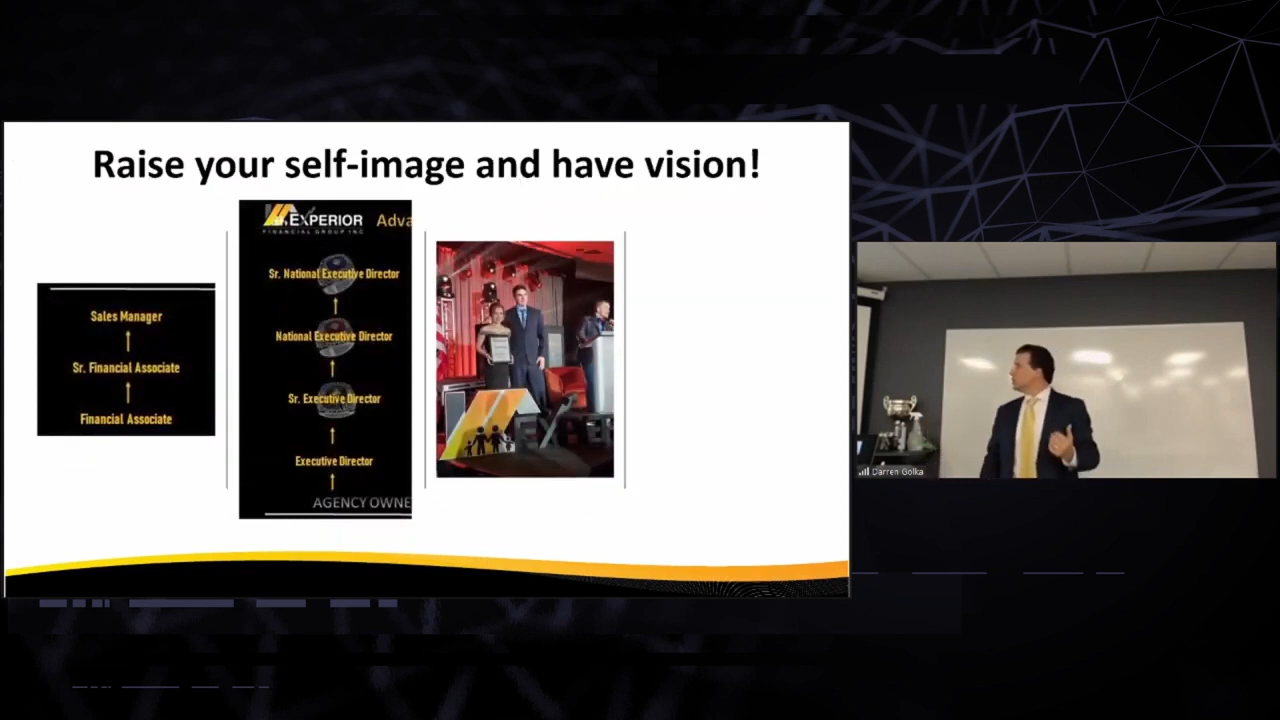 Raise your self-image and have vision!
Sales Manager
Sr. Financial Associate
Financial Associate
EXPERIOR
FINANCIAL GROUP INC
Adva
Sr. National Executive Director
National Executive Director
Sr. Executive Director
Executive Director
AGENCY OWNE
EXPER
Darren Golka